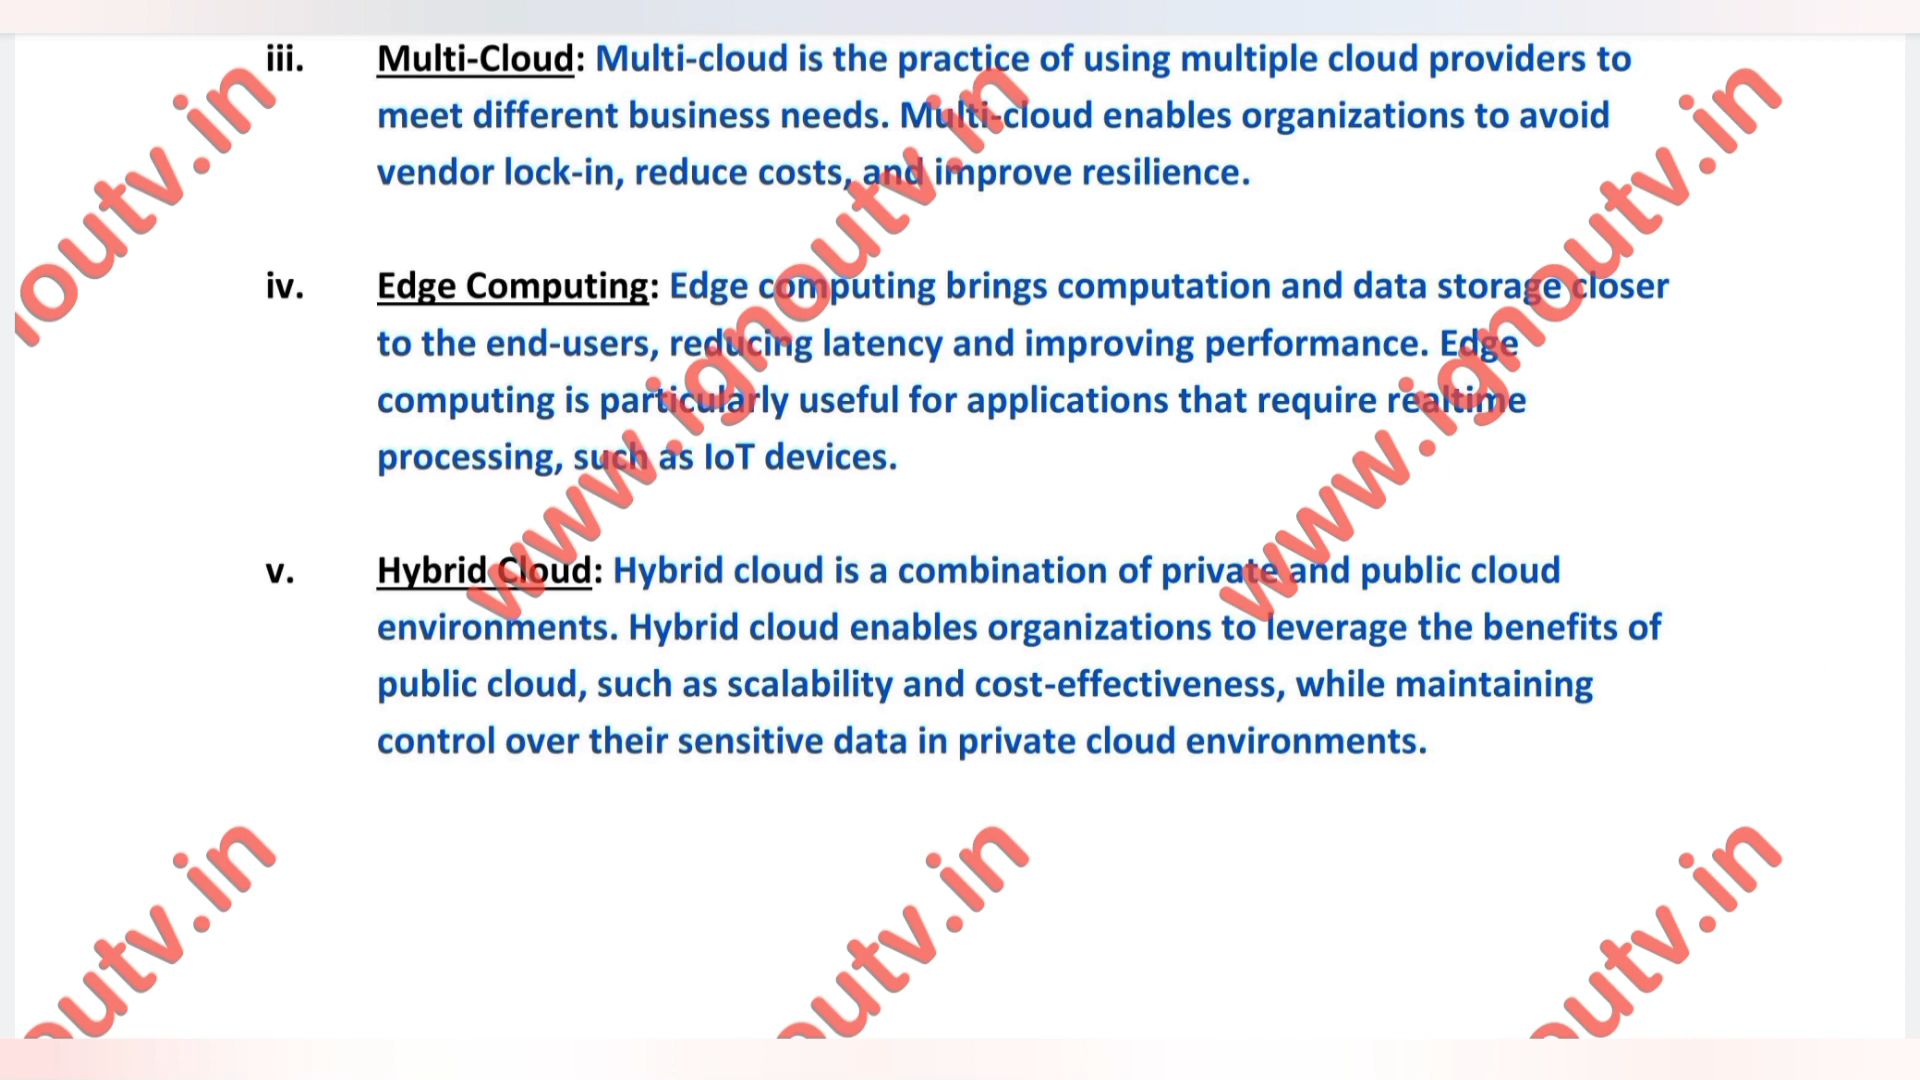 iii. Multi-Cloud: Multi-cloud is the practice of using multiple cloud providers to
meet different business needs. Multi-cloud enables organizations to avoid
vendor lock-in, reduce costs, and improve resilience.
iv. Edge Computing: Edge computing brings computation and data storage closer
to the end-users, reducing latency and improving performance. Edge
computing is particularly useful for applications that require realtime
processing, such as IoT devices.
v. Hybrid Cloud: Hybrid cloud is a combination of private and public cloud
environments. Hybrid cloud enables organizations to leverage the benefits of
public cloud, such as scalability and cost-effectiveness, while maintaining
control over their sensitive data in private cloud environments.
noutv.in
www.ignoutv.in
www.ignoutv.in
outv.in
outv.in
outv.in